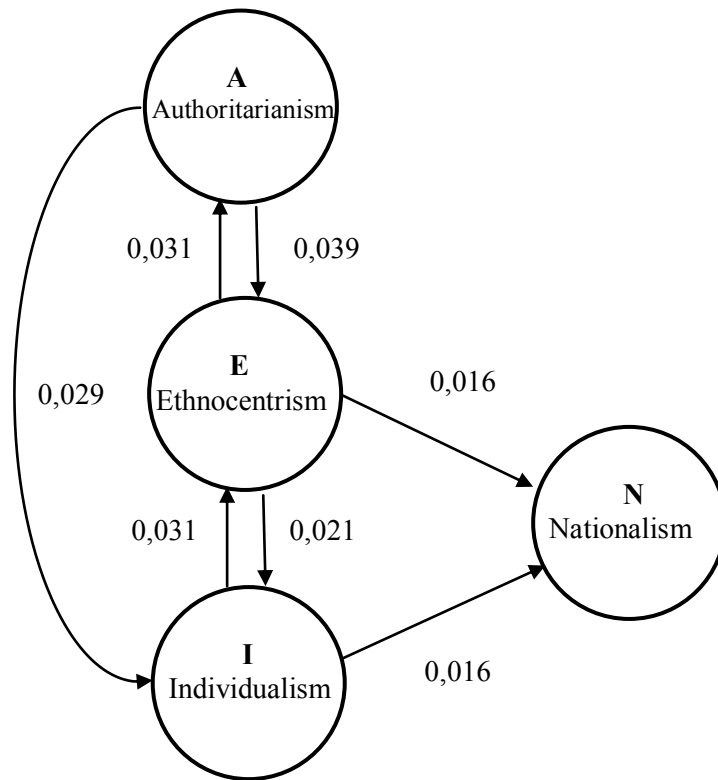 A
Authoritarianism
0,031
0,039
E
Ethnocentrism
0,029
0,016
N
Nationalism
0,031
0,021
I
Individualism
0,016